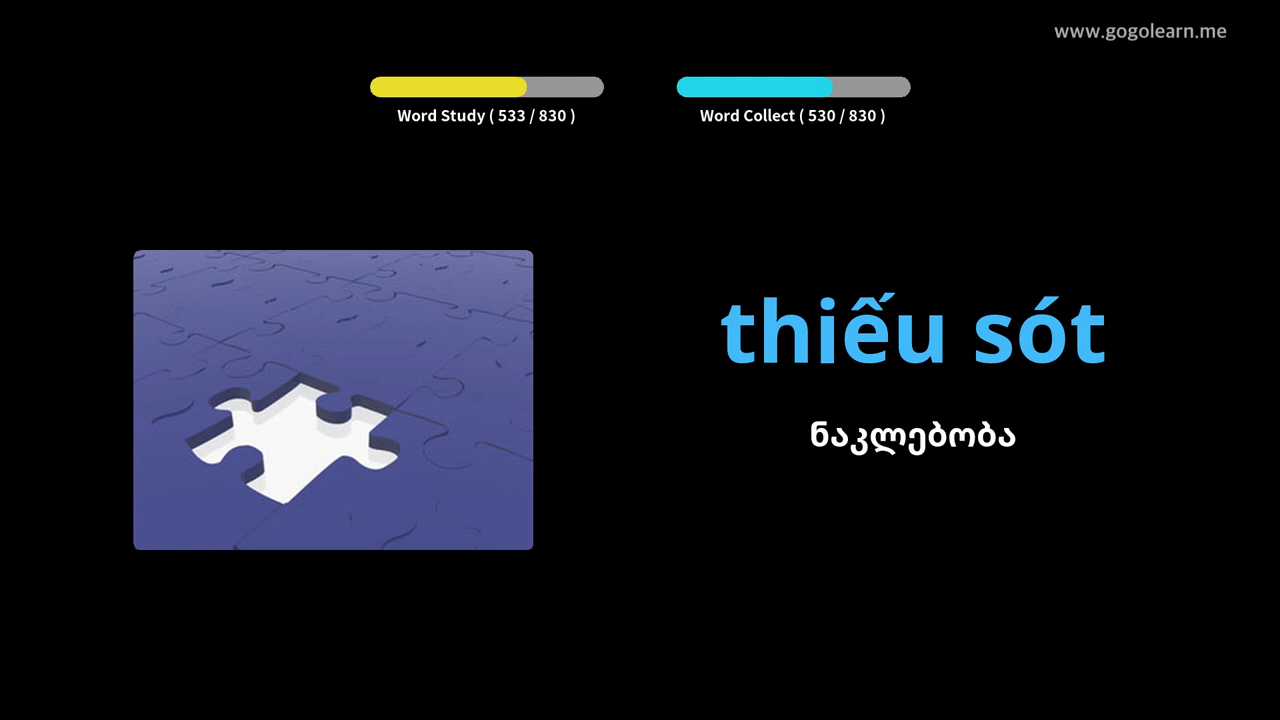 www.gogolearn.me
Word Study ( 533 / 830 )
Word Collect ( 530 / 830 )
thiếu sót
ნაკლებობა